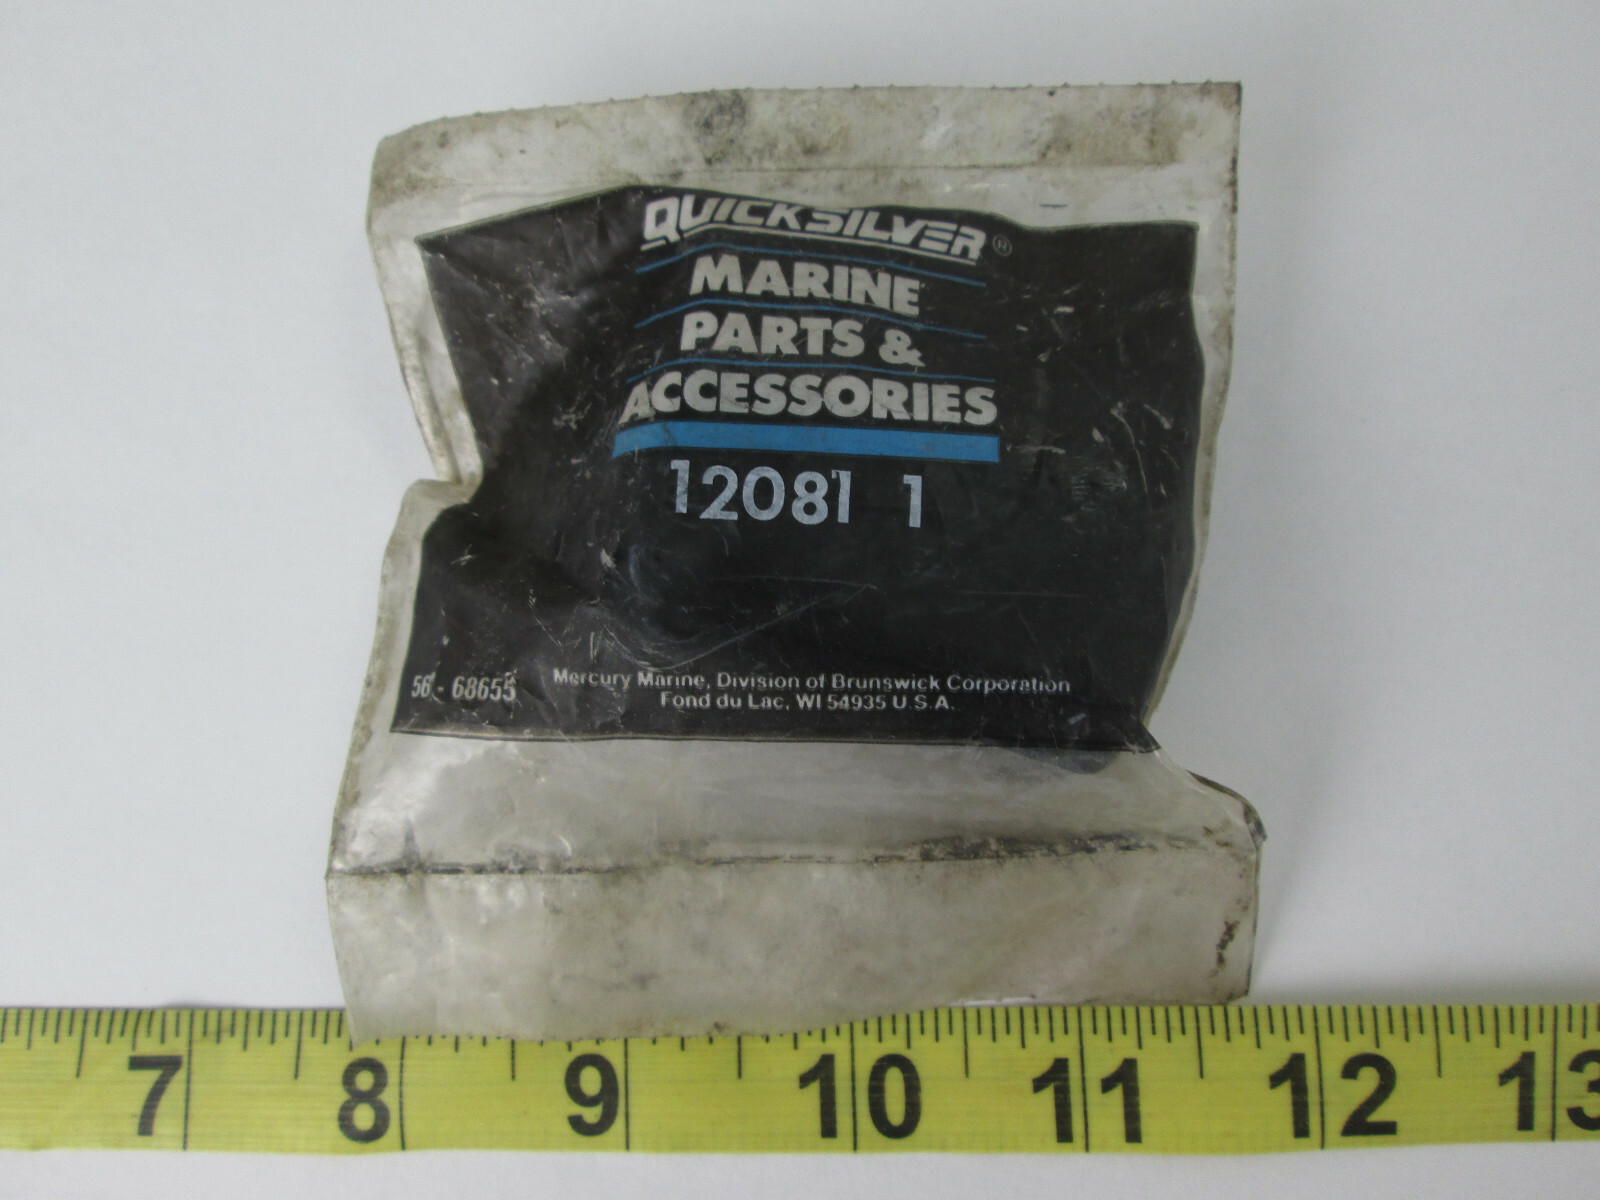 QUICKSILVER®
MARINE
PARTS &
ACCESSORIES
12081 1
56 - 68655
Mercury Marine, Division of Brunswick Corporation
Fond du Lac, WI 54935 U.S.A.
7 8 9 10 11 12 13